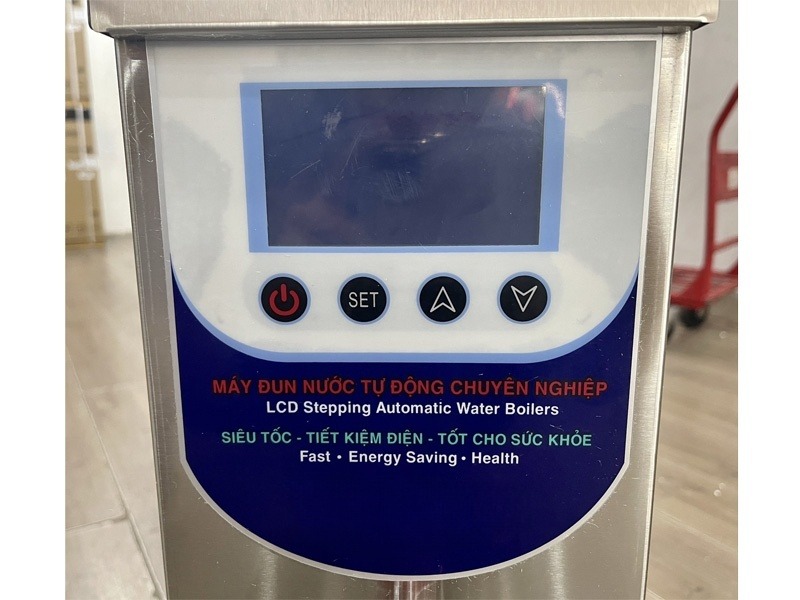 SET
MÁY ĐUN NƯỚC TỰ ĐỘNG CHUYÊN NGHIỆP
LCD Stepping Automatic Water Boilers
SIÊU TỐC - TIẾT KIỆM ĐIỆN - TỐT CHO SỨC KHỎE
Fast • Energy Saving • Health